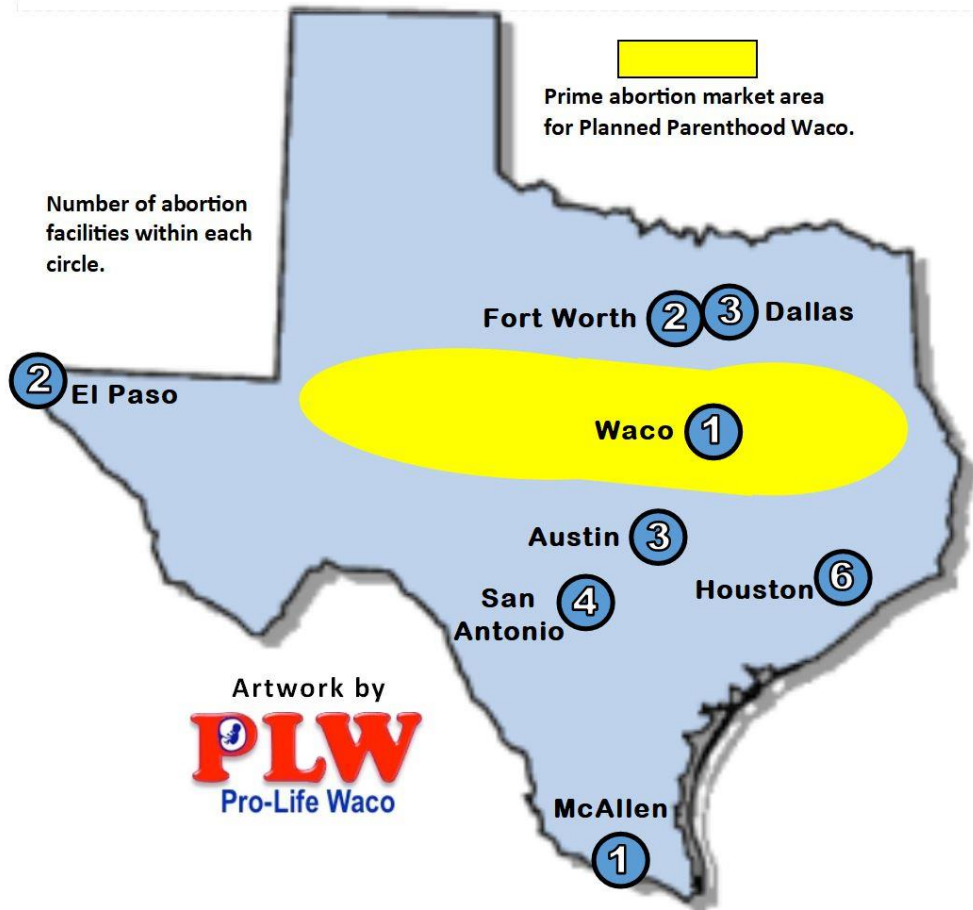 Prime abortion market area
for Planned Parenthood Waco.
Number of abortion
facilities within each
circle.
Fort Worth 2 3 Dallas
2 El Paso
Waco 1
Austin 3
Houston 6
San
Antonio 4
Artwork by
PLW
Pro-Life Waco
McAllen
1